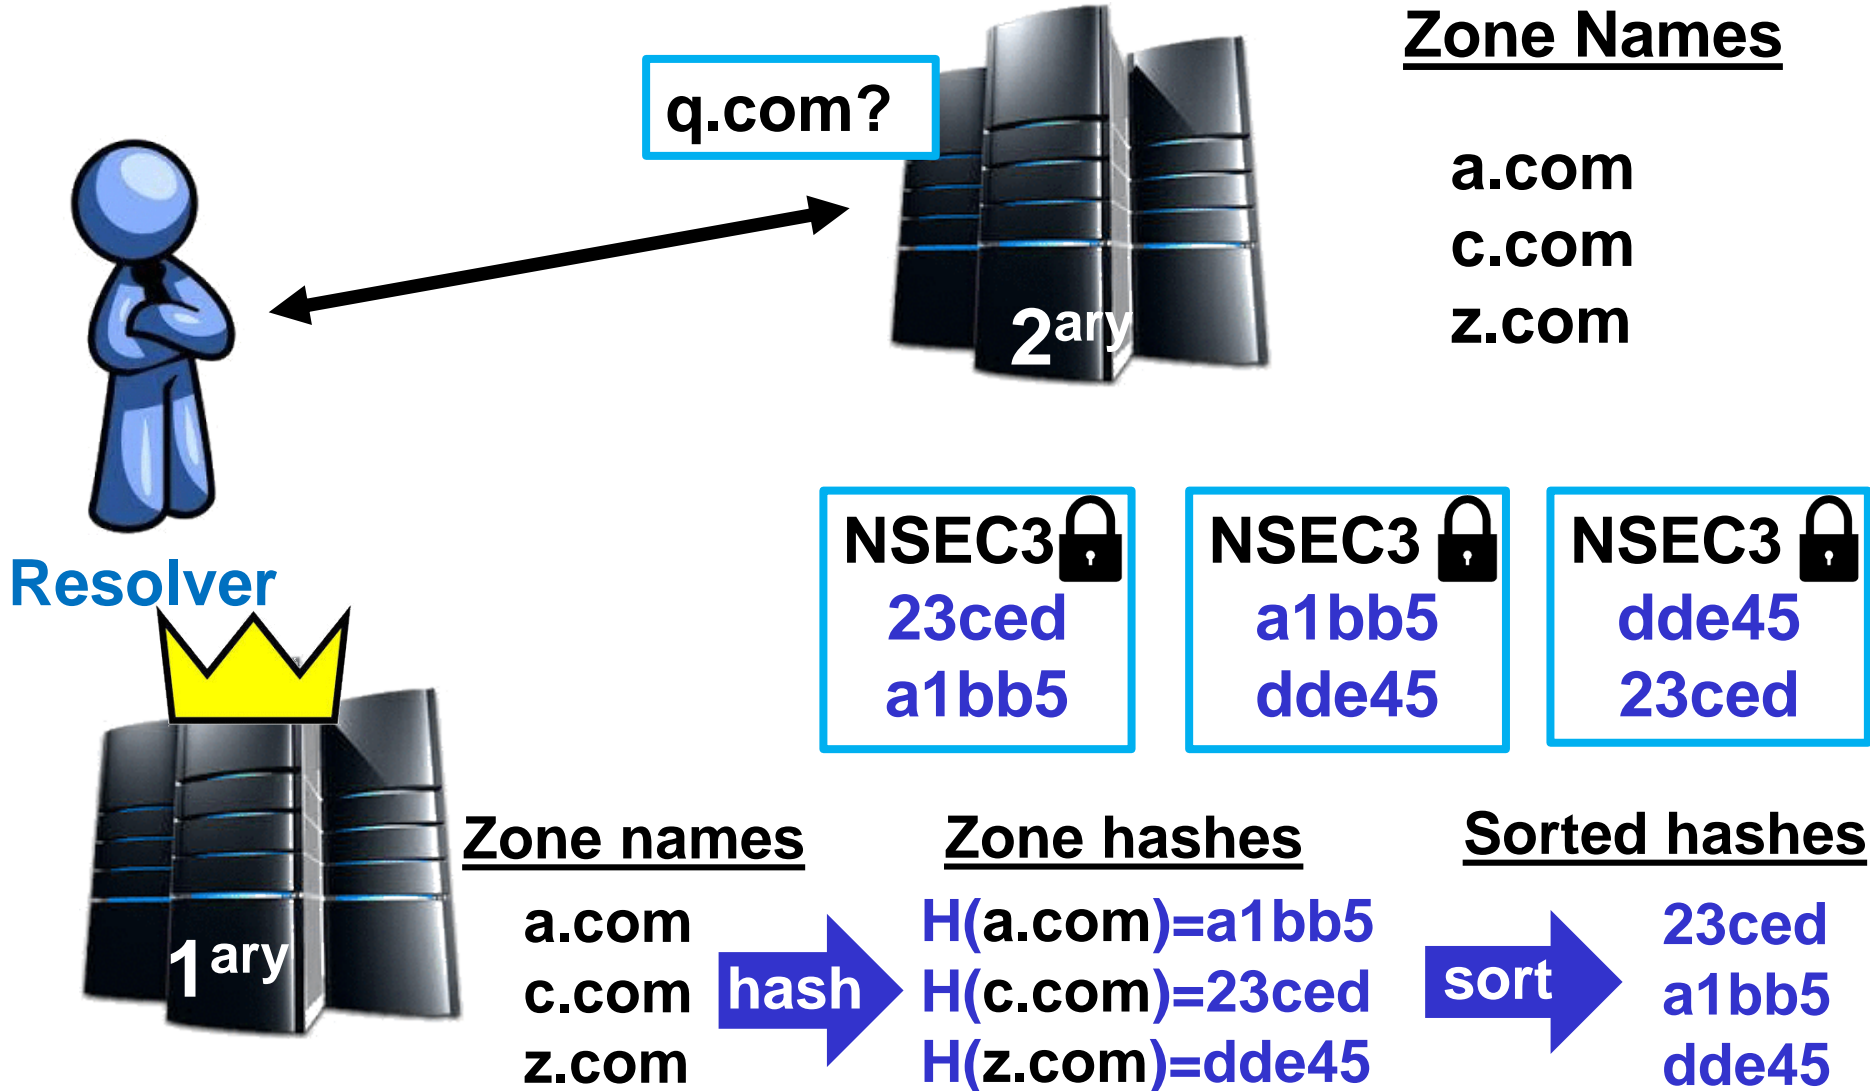 Zone Names
q.com?
a.com
c.com
z.com
2ary
Resolver
NSEC3
23ced
a1bb5
NSEC3
a1bb5
dde45
NSEC3
dde45
23ced
1ary
Zone names
a.com
c.com
z.com
hash
Zone hashes
H(a.com)=a1bb5
H(c.com)=23ced
H(z.com)=dde45
sort
Sorted hashes
23ced
a1bb5
dde45